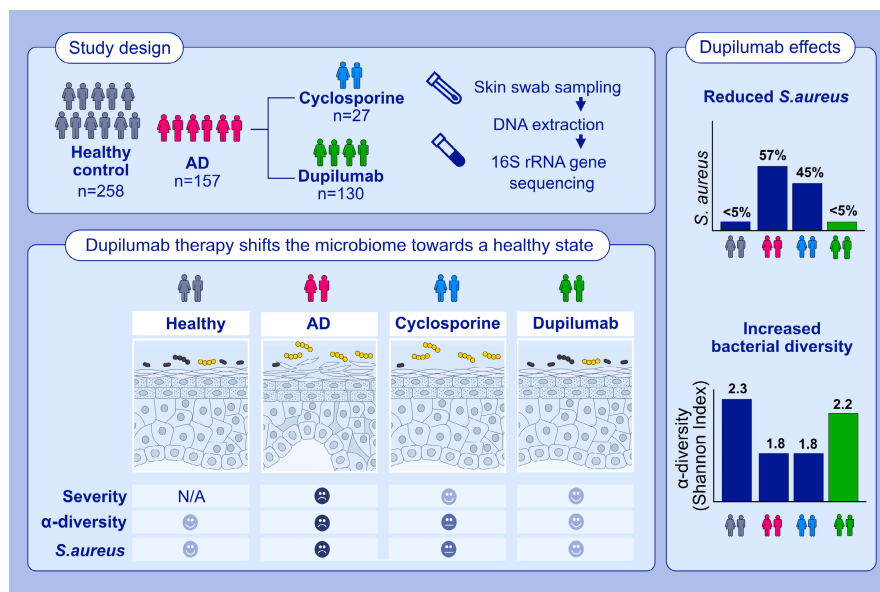 Study design
Healthy
control
n=258
AD
n=157
Cyclosporine
n=27
Dupilumab
n=130
Skin swab sampling
DNA extraction
16S rRNA gene
sequencing
Dupilumab therapy shifts the microbiome towards a healthy state
Healthy
AD
Cyclosporine
Dupilumab
Severity
N/A
α-diversity
S.aureus
Dupilumab effects
Reduced S.aureus
S. aureus
<5%
57%
45%
<5%
Increased
bacterial diversity
α-diversity
(Shannon Index)
2.3
1.8
1.8
2.2